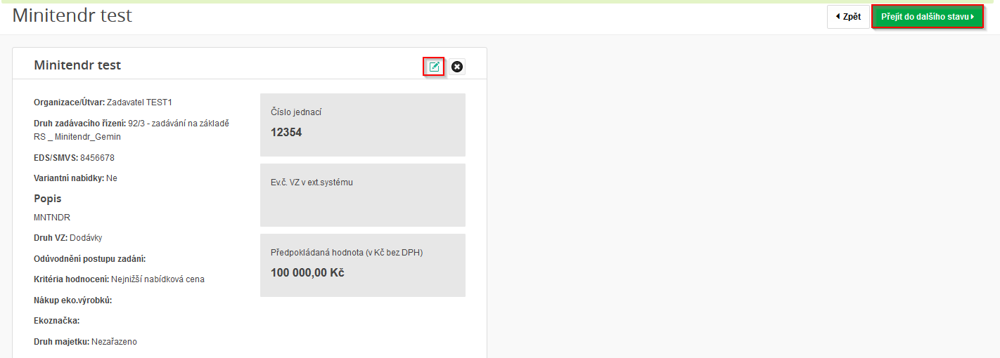 Minitendr test
Zpět
Přejít do dalšího stavu
Minitendr test
Organizace/Útvar: Zadavatel TEST1
Druh zadávacího řízení: 92/3 - zadávání na základě
RS _ Minitendr_Gemin
EDS/SMVS: 8456678
Variantní nabídky: Ne
Popis
MNTNDR
Druh VZ: Dodávky
Odůvodnění postupu zadání:
Kritéria hodnocení: Nejnižší nabídková cena
Nákup eko.výrobků:
Ekoznačka:
Druh majetku: Nezařazeno
Číslo jednací
12354
Ev.č. VZ v ext.systému
Předpokládaná hodnota (v Kč bez DPH)
100 000,00 Kč